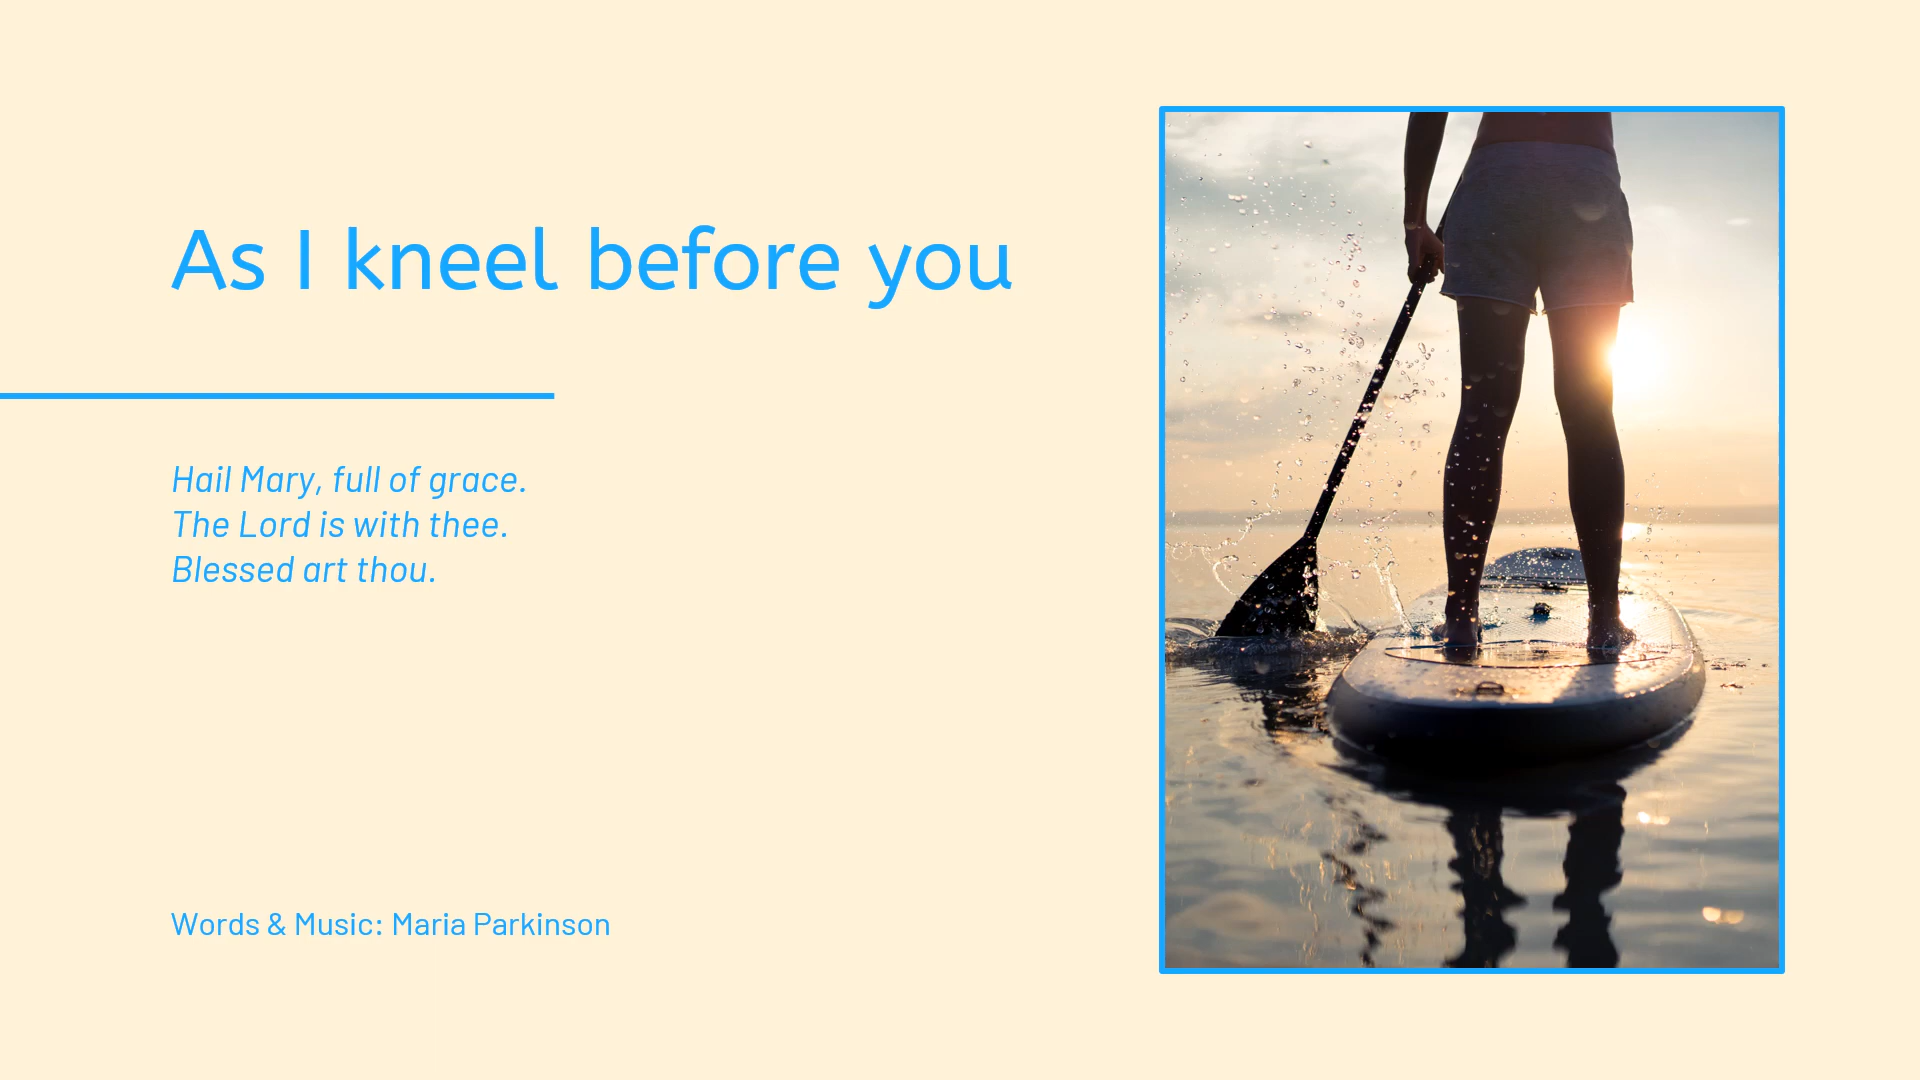 As I kneel before you
Hail Mary, full of grace.
The Lord is with thee.
Blessed art thou.
Words & Music: Maria Parkinson